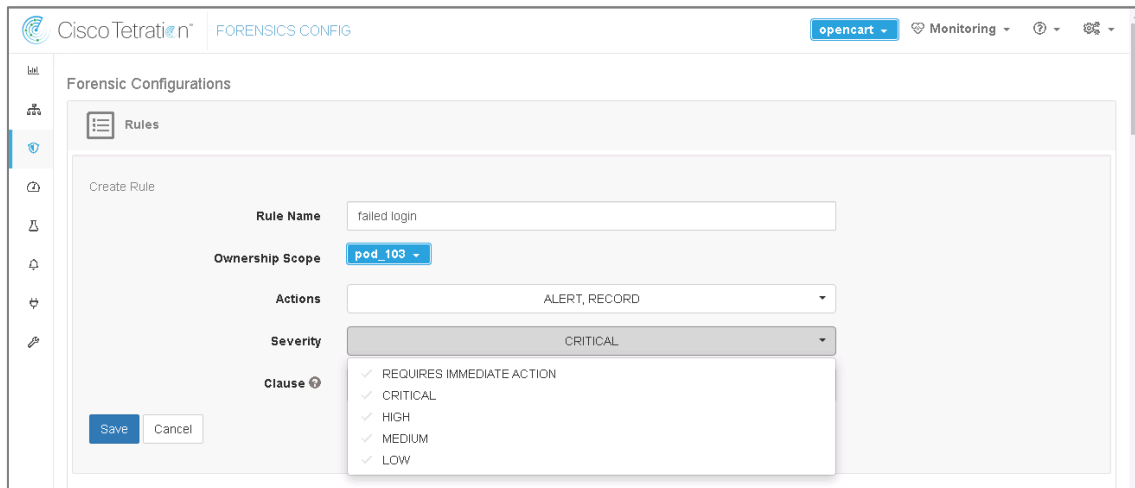 Cisco Tetration™ FORENSICS CONFIG opencart Monitoring
Forensic Configurations
Rules
Create Rule
Rule Name failed login
Ownership Scope pod_103
Actions ALERT, RECORD
Severity CRITICAL
Clause
REQUIRES IMMEDIATE ACTION
CRITICAL
HIGH
MEDIUM
LOW
Save Cancel